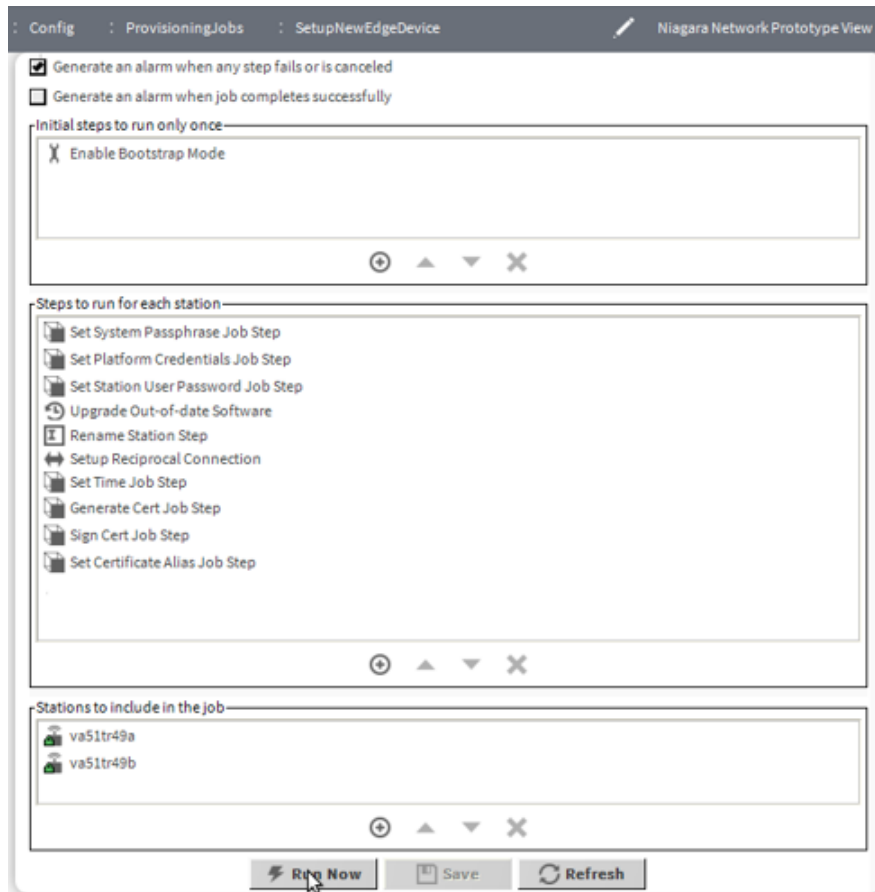 : Config : ProvisioningJobs : SetupNewEdgeDevice Niagara Network Prototype View
Generate an alarm when any step fails or is canceled
Generate an alarm when job completes successfully
Initial steps to run only once
Enable Bootstrap Mode
Steps to run for each station
Set System Passphrase Job Step
Set Platform Credentials Job Step
Set Station User Password Job Step
Upgrade Out-of-date Software
Rename Station Step
Setup Reciprocal Connection
Set Time Job Step
Generate Cert Job Step
Sign Cert Job Step
Set Certificate Alias Job Step
Stations to include in the job
va51tr49a
va51tr49b
Run Now Save Refresh